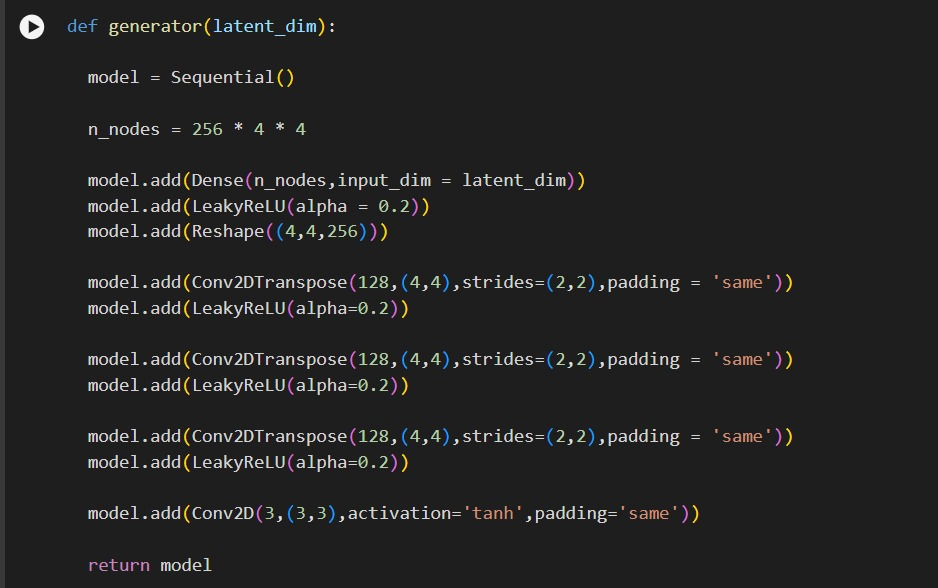 def generator(latent_dim):
model = Sequential()
n_nodes = 256 * 4 * 4
model.add(Dense(n_nodes,input_dim = latent_dim))
model.add(LeakyReLU(alpha = 0.2))
model.add(Reshape((4,4,256)))
model.add(Conv2DTranspose(128,(4,4),strides=(2,2),padding = 'same'))
model.add(LeakyReLU(alpha=0.2))
model.add(Conv2DTranspose(128,(4,4),strides=(2,2),padding = 'same'))
model.add(LeakyReLU(alpha=0.2))
model.add(Conv2DTranspose(128,(4,4),strides=(2,2),padding = 'same'))
model.add(LeakyReLU(alpha=0.2))
model.add(Conv2D(3,(3,3),activation='tanh',padding='same'))
return model